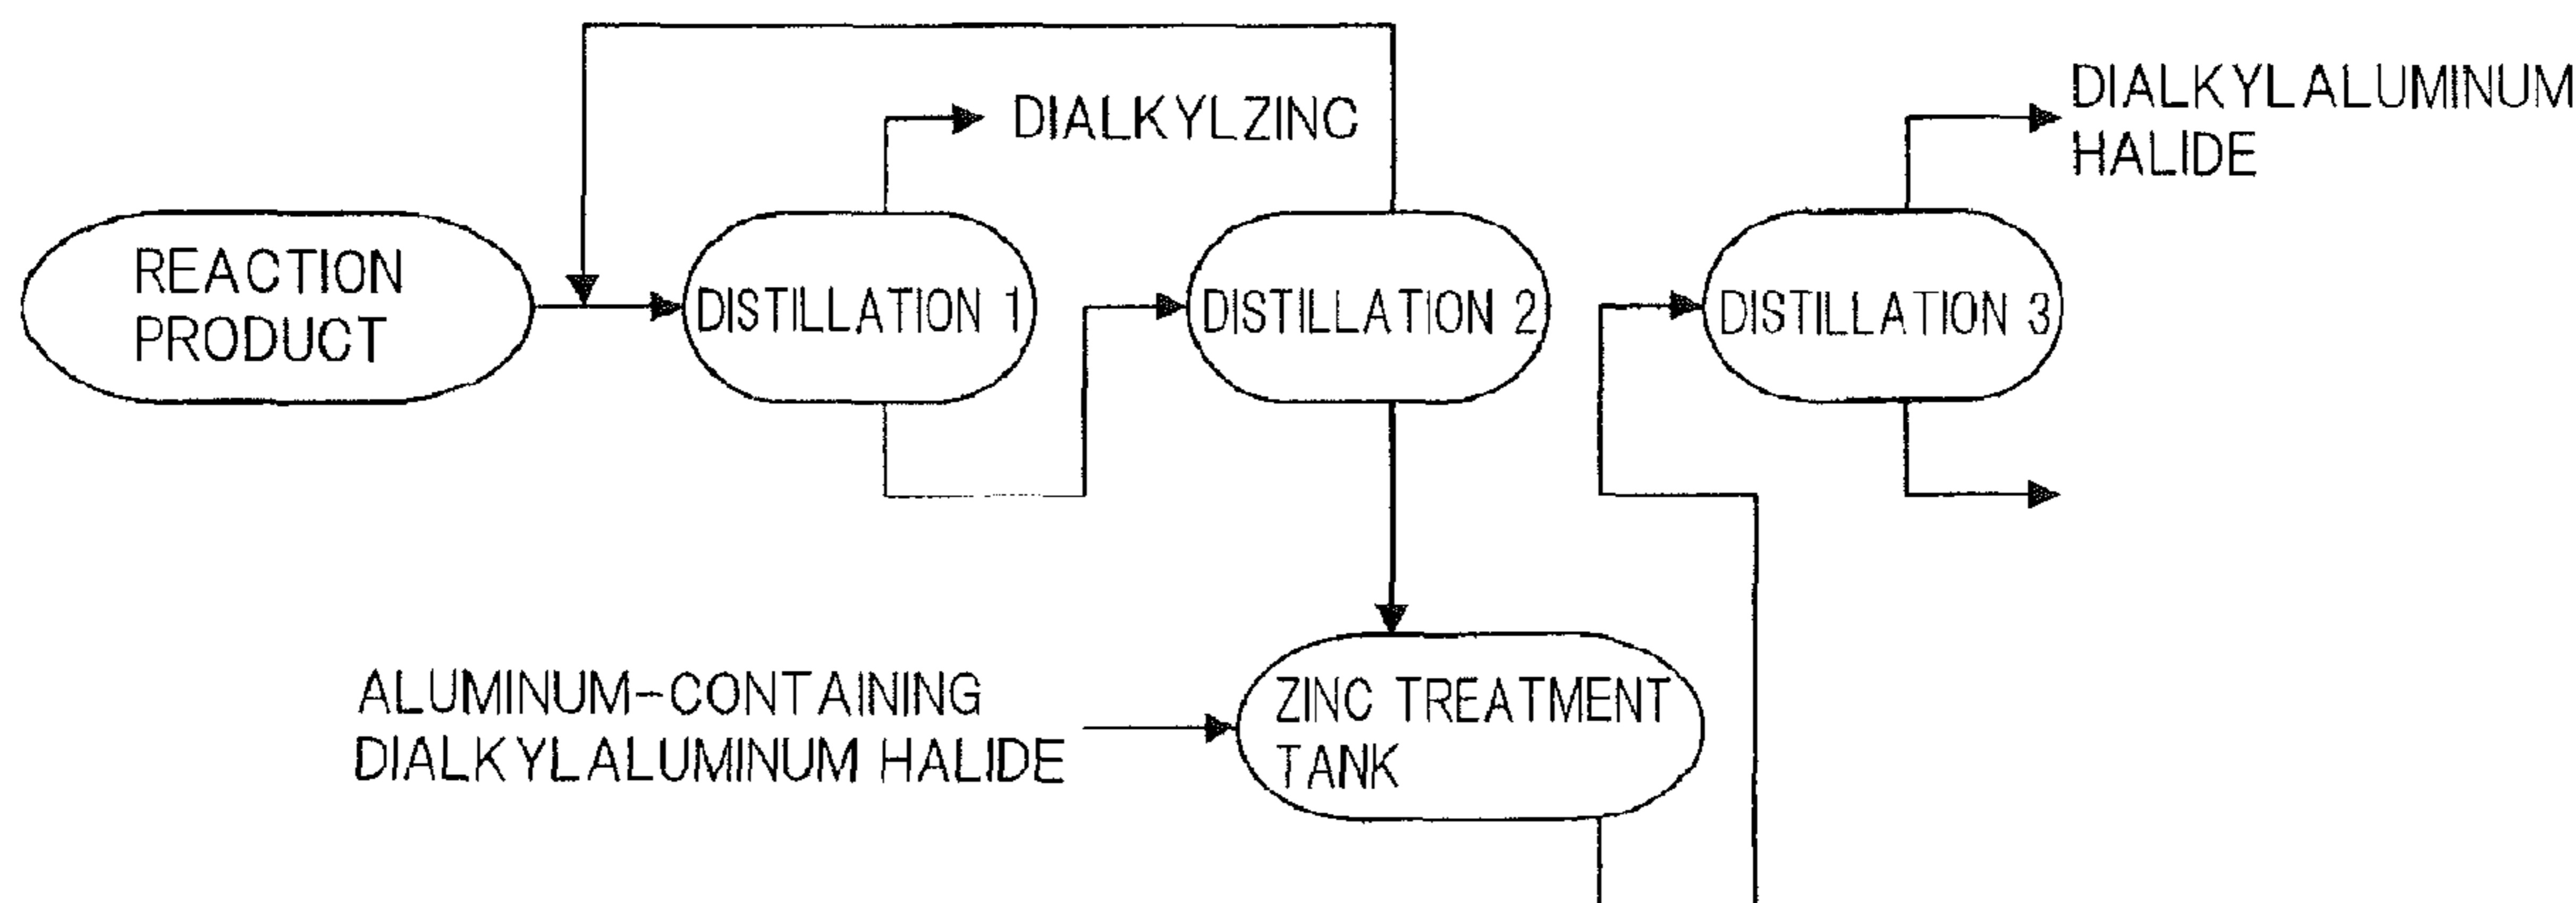 DIALKYLZINC
DIALKYLALUMINUM
HALIDE
REACTION
PRODUCT
DISTILLATION 1
DISTILLATION 2
DISTILLATION 3
ALUMINUM-CONTAINING
DIALKYLALUMINUM HALIDE
ZINC TREATMENT
TANK